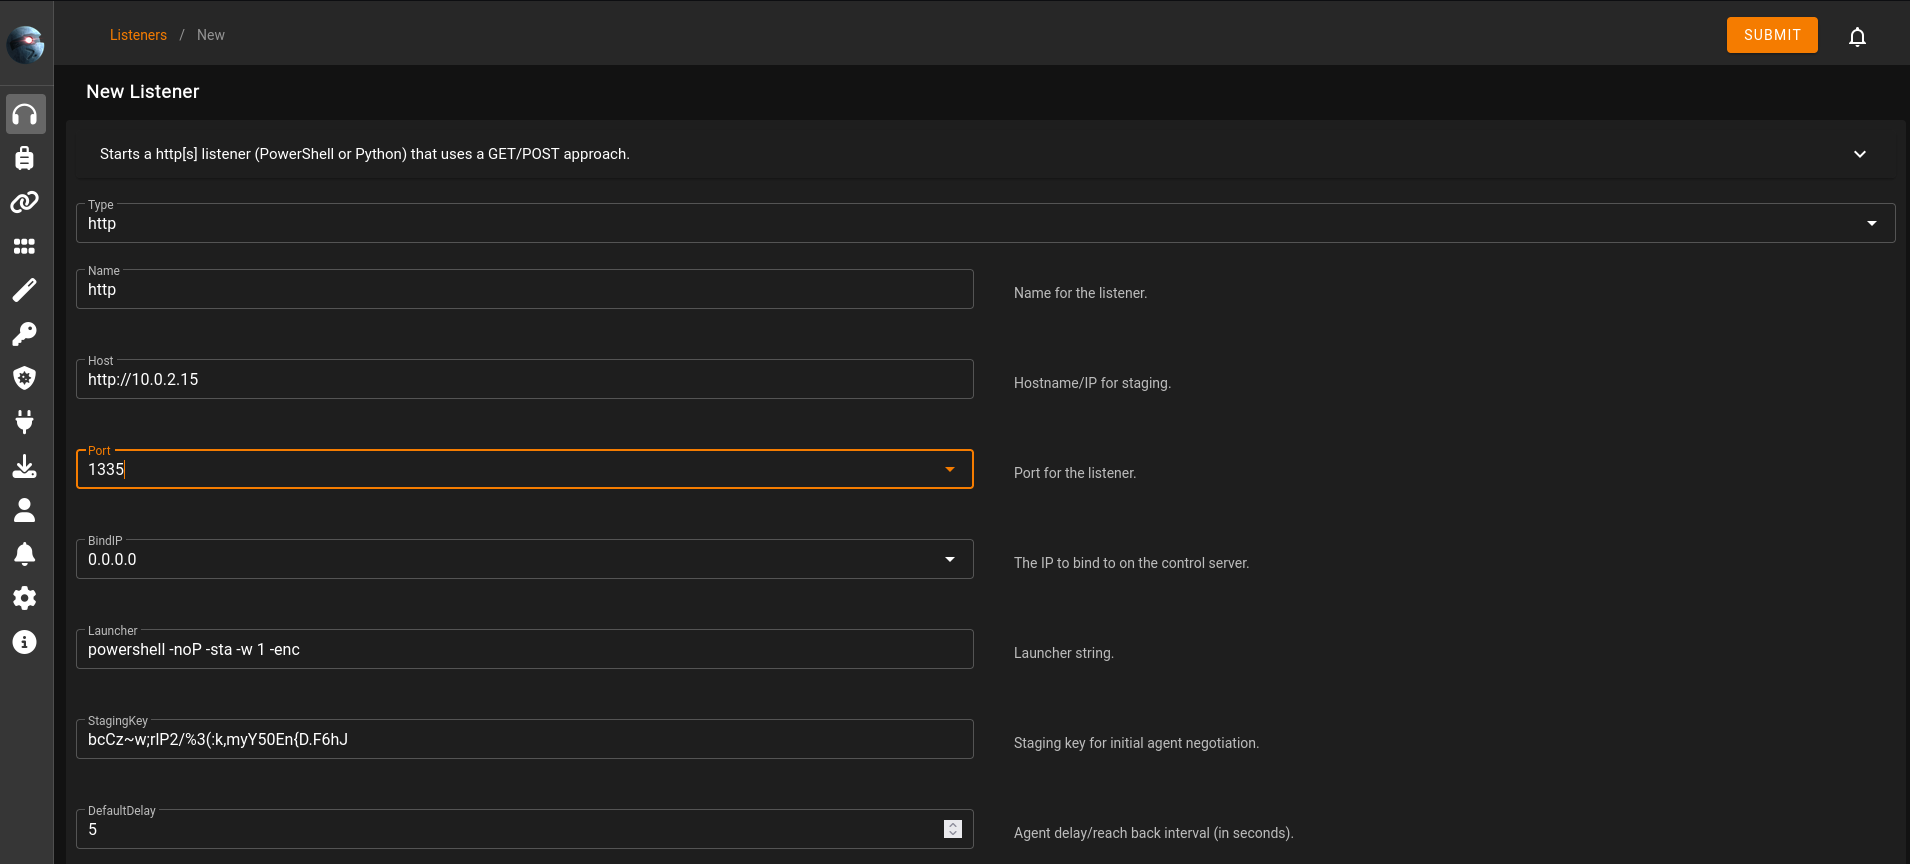 Listeners / New
SUBMIT
New Listener
Starts a http[s] listener (PowerShell or Python) that uses a GET/POST approach.
Type
http
Name
http
Name for the listener.
Host
http://10.0.2.15
Hostname/IP for staging.
Port
1335
Port for the listener.
BindIP
0.0.0.0
The IP to bind to on the control server.
Launcher
powershell -noP -sta -w 1 -enc
Launcher string.
StagingKey
bcCz~w;rIP2/%3(:k,myY50En{D.F6hJ
Staging key for initial agent negotiation.
DefaultDelay
5
Agent delay/reach back interval (in seconds).